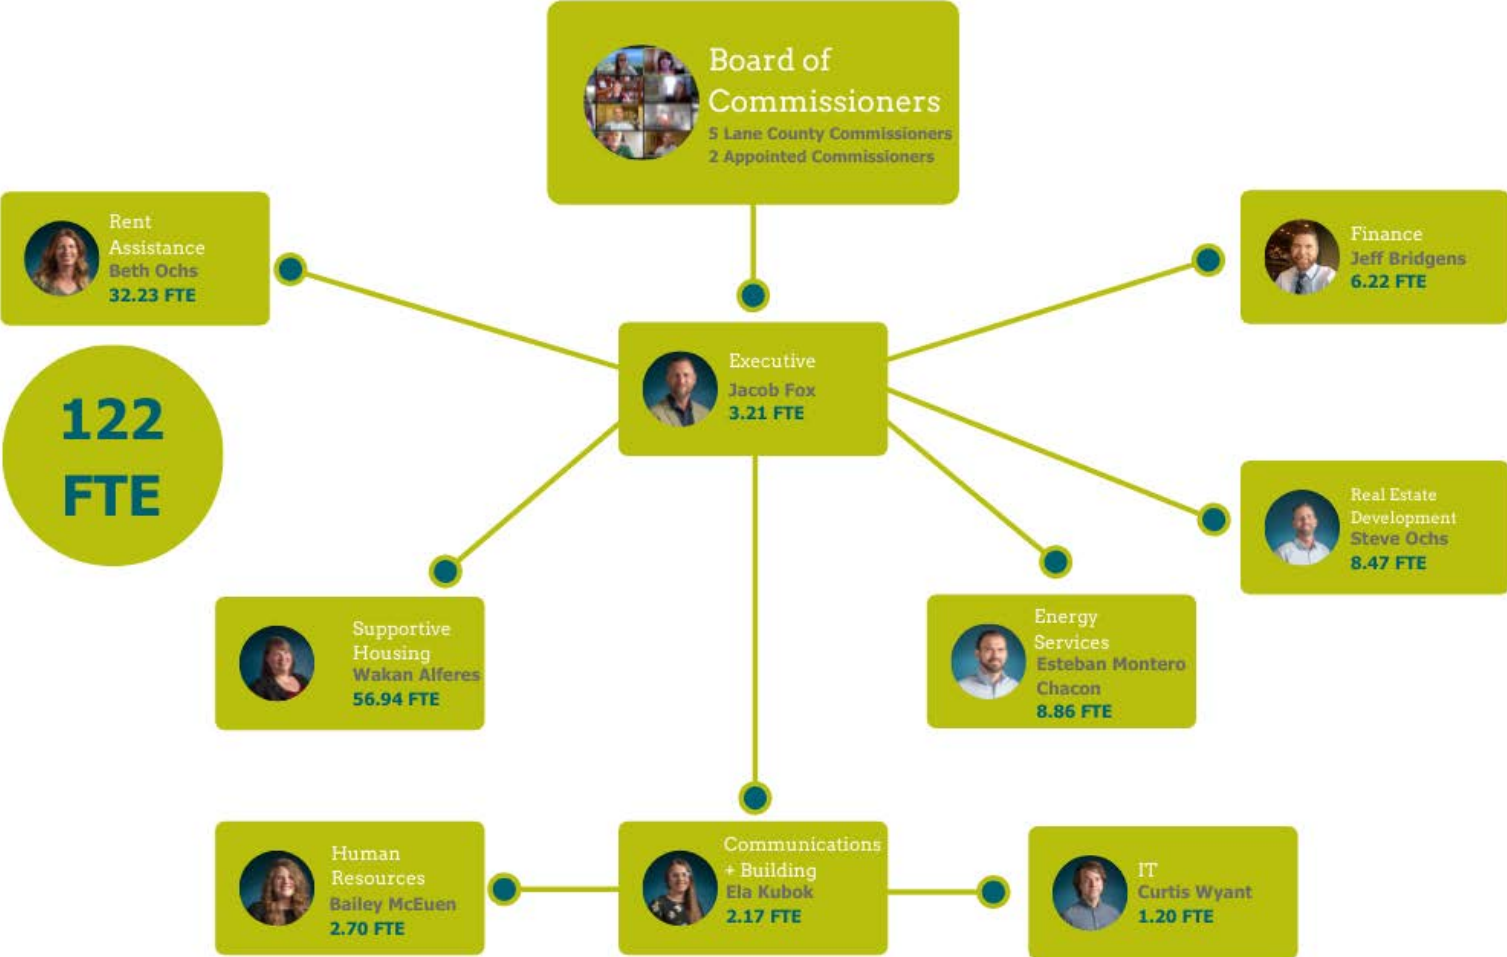 Board of
Commissioners
5 Lane County Commissioners
2 Appointed Commissioners
Rent
Assistance
Beth Ochs
32.23 FTE
Finance
Jeff Bridgens
6.22 FTE
Executive
Jacob Fox
3.21 FTE
122
FTE
Real Estate
Development
Steve Ochs
8.47 FTE
Supportive
Housing
Wakan Alferes
56.94 FTE
Energy
Services
Esteban Montero
Chacon
8.86 FTE
Human
Resources
Bailey McEuen
2.70 FTE
Communications
+ Building
Ela Kubok
2.17 FTE
IT
Curtis Wyant
1.20 FTE